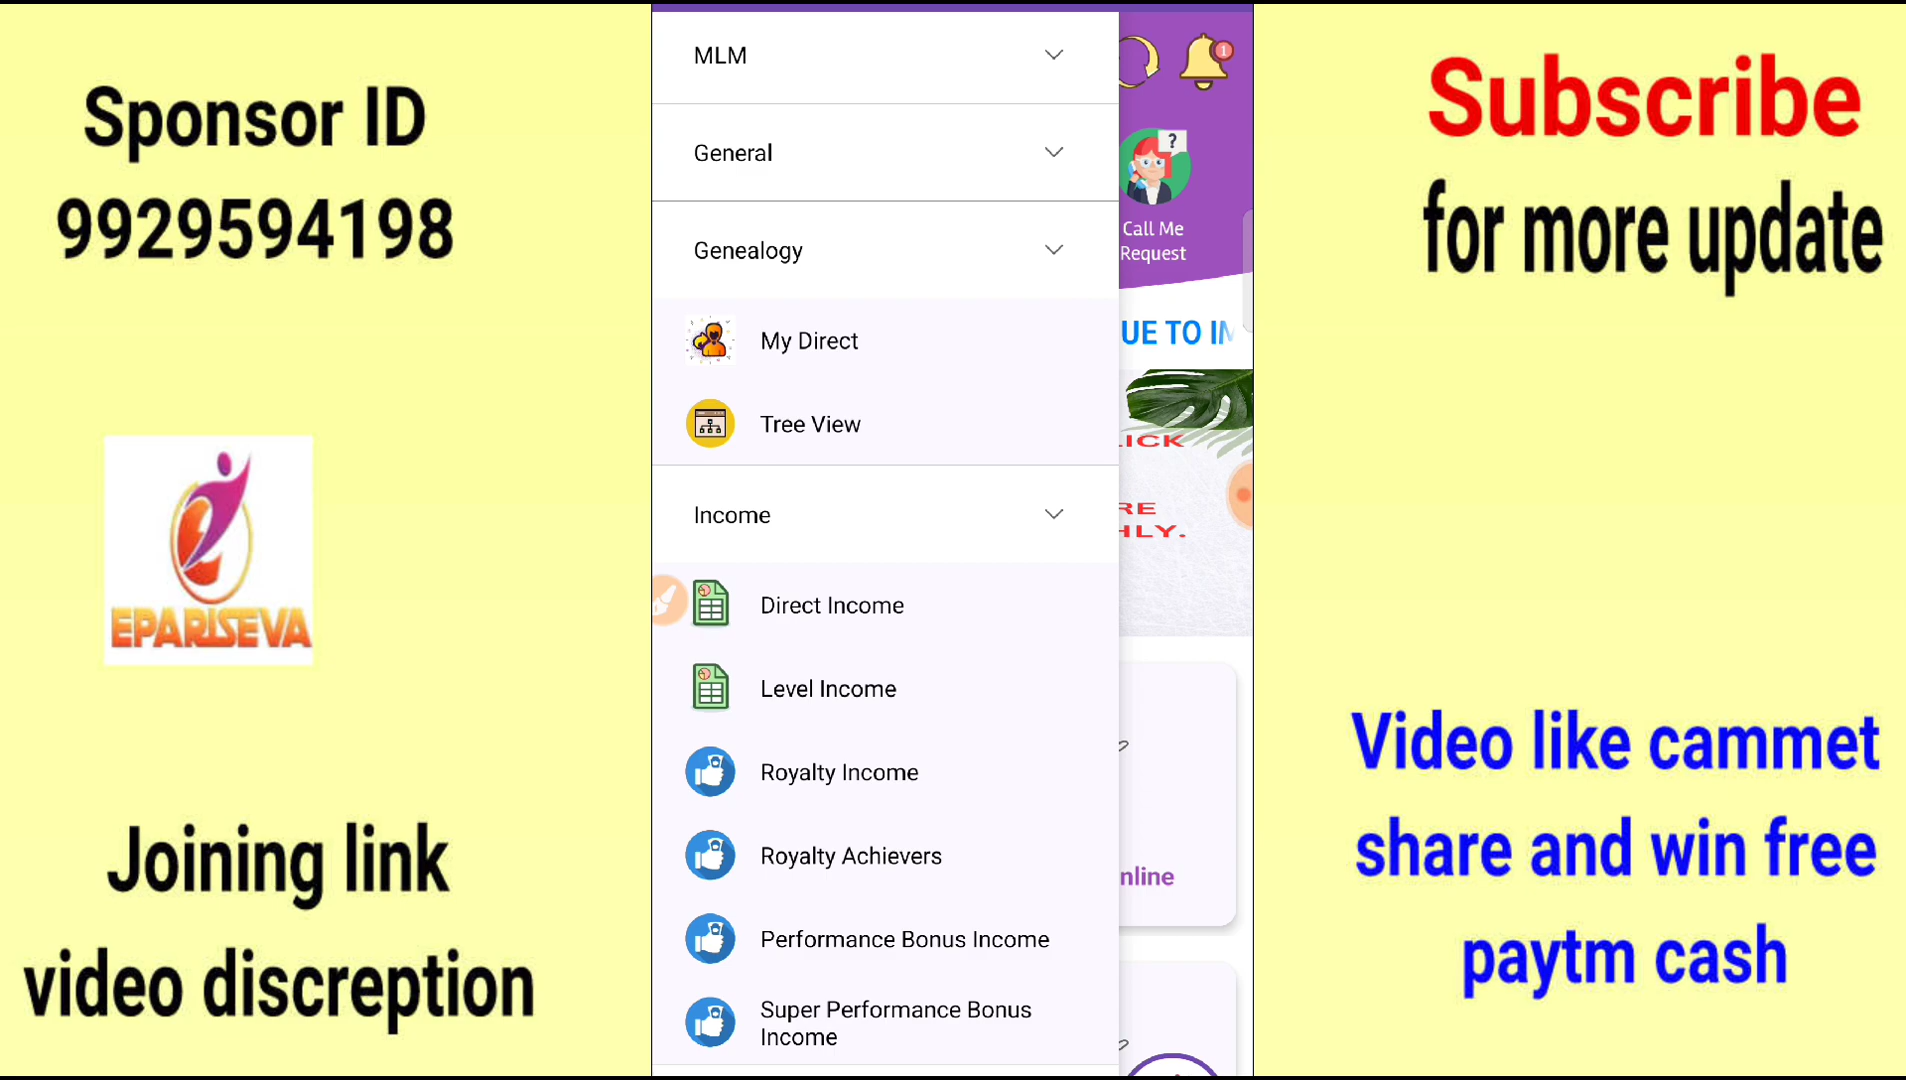 Sponsor ID
9929594198
EPARISEVA
Joining link
video discreption
MLM
General
Genealogy
My Direct
Tree View
Income
Direct Income
Level Income
Royalty Income
Royalty Achievers
Performance Bonus Income
Super Performance Bonus
Income
1
?
Call Me
Request
UE TO IM
ICK
RE
HLY.
nline
Subscribe
for more update
Video like cammet
share and win free
paytm cash